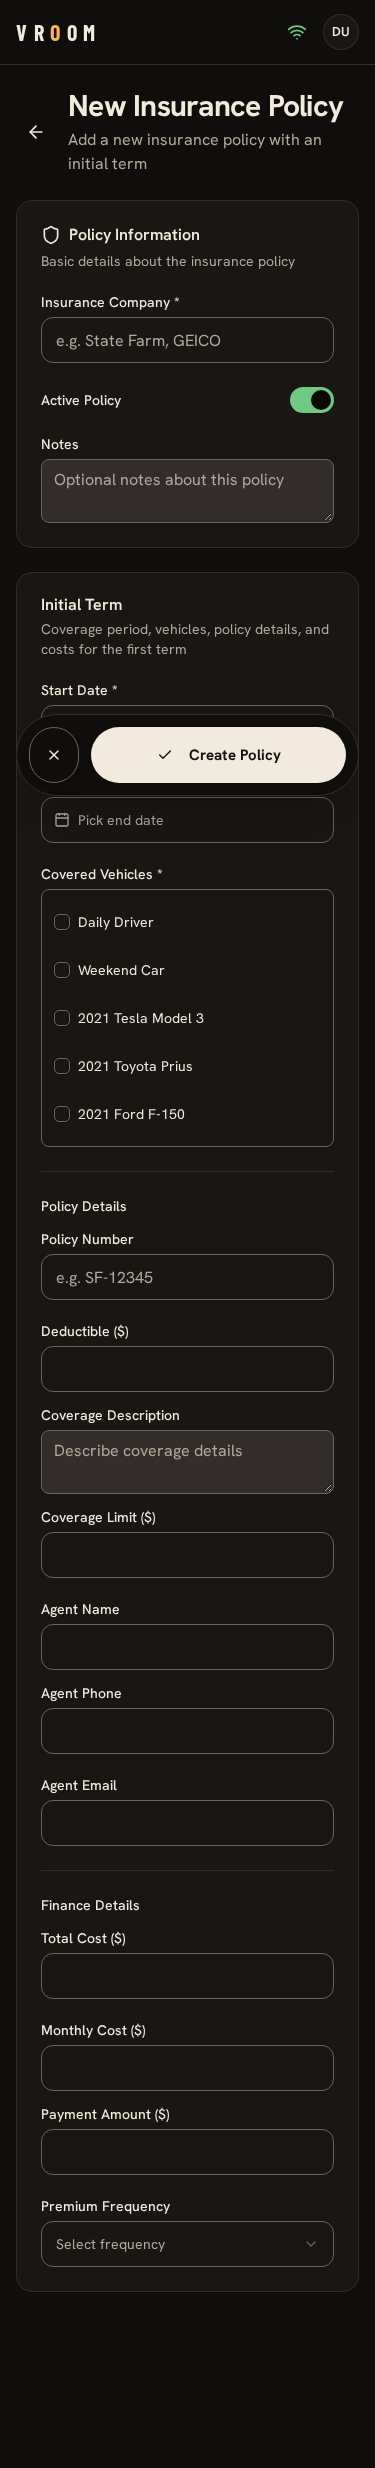 VROOM
DU
New Insurance Policy
Add a new insurance policy with an
initial term
Policy Information
Basic details about the insurance policy
Insurance Company *
e.g. State Farm, GEICO
Active Policy
Notes
Optional notes about this policy
Initial Term
Coverage period, vehicles, policy details, and
costs for the first term
Start Date *
Create Policy
Pick end date
Covered Vehicles *
Daily Driver
Weekend Car
2021 Tesla Model 3
2021 Toyota Prius
2021 Ford F-150
Policy Details
Policy Number
e.g. SF-12345
Deductible ($)
Coverage Description
Describe coverage details
Coverage Limit ($)
Agent Name
Agent Phone
Agent Email
Finance Details
Total Cost ($)
Monthly Cost ($)
Payment Amount ($)
Premium Frequency
Select frequency